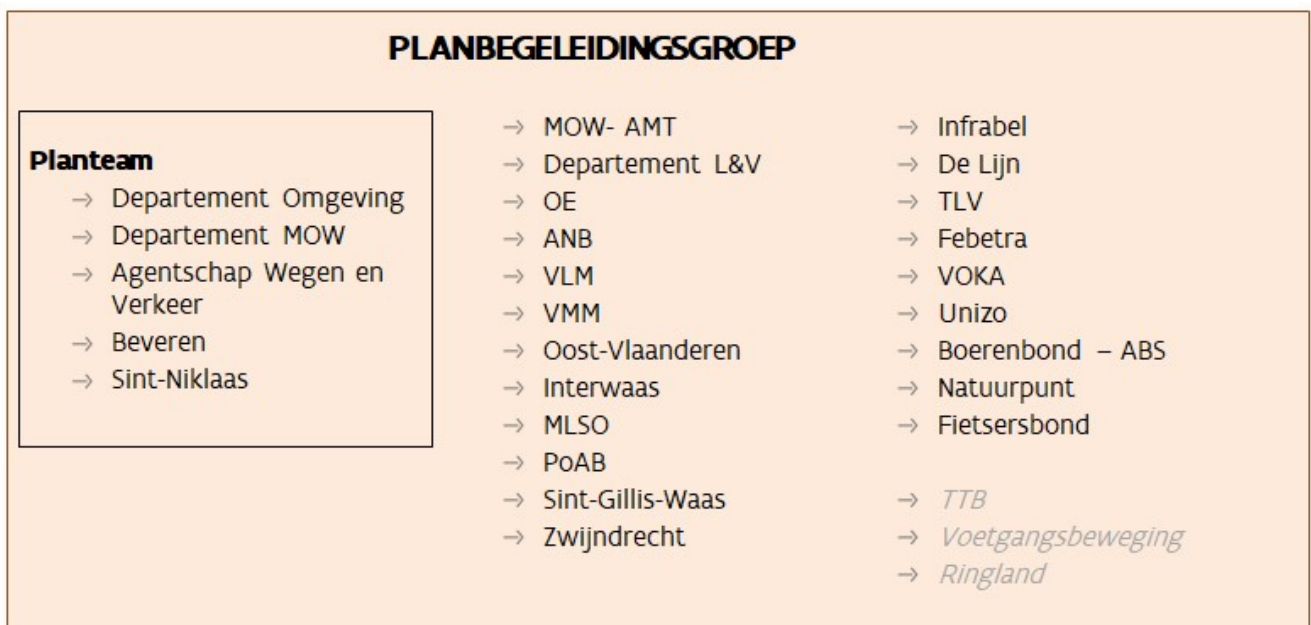 PLANBEGELEIDINGSGROEP
Planteam
→ Departement Omgeving
→ Departement MOW
→ Agentschap Wegen en
Verkeer
→ Beveren
→ Sint-Niklaas
→ MOW- AMT
→ Departement L&V
→ OE
→ ANB
→ VLM
→ VMM
→ Oost-Vlaanderen
→ Interwaas
→ MLSO
→ PoAB
→ Sint-Gillis-Waas
→ Zwijndrecht
→ Infrabel
→ De Lijn
→ TLV
→ Febetra
→ VOKA
→ Unizo
→ Boerenbond – ABS
→ Natuurpunt
→ Fietsersbond
→ TTB
→ Voetgangsbeweging
→ Ringland